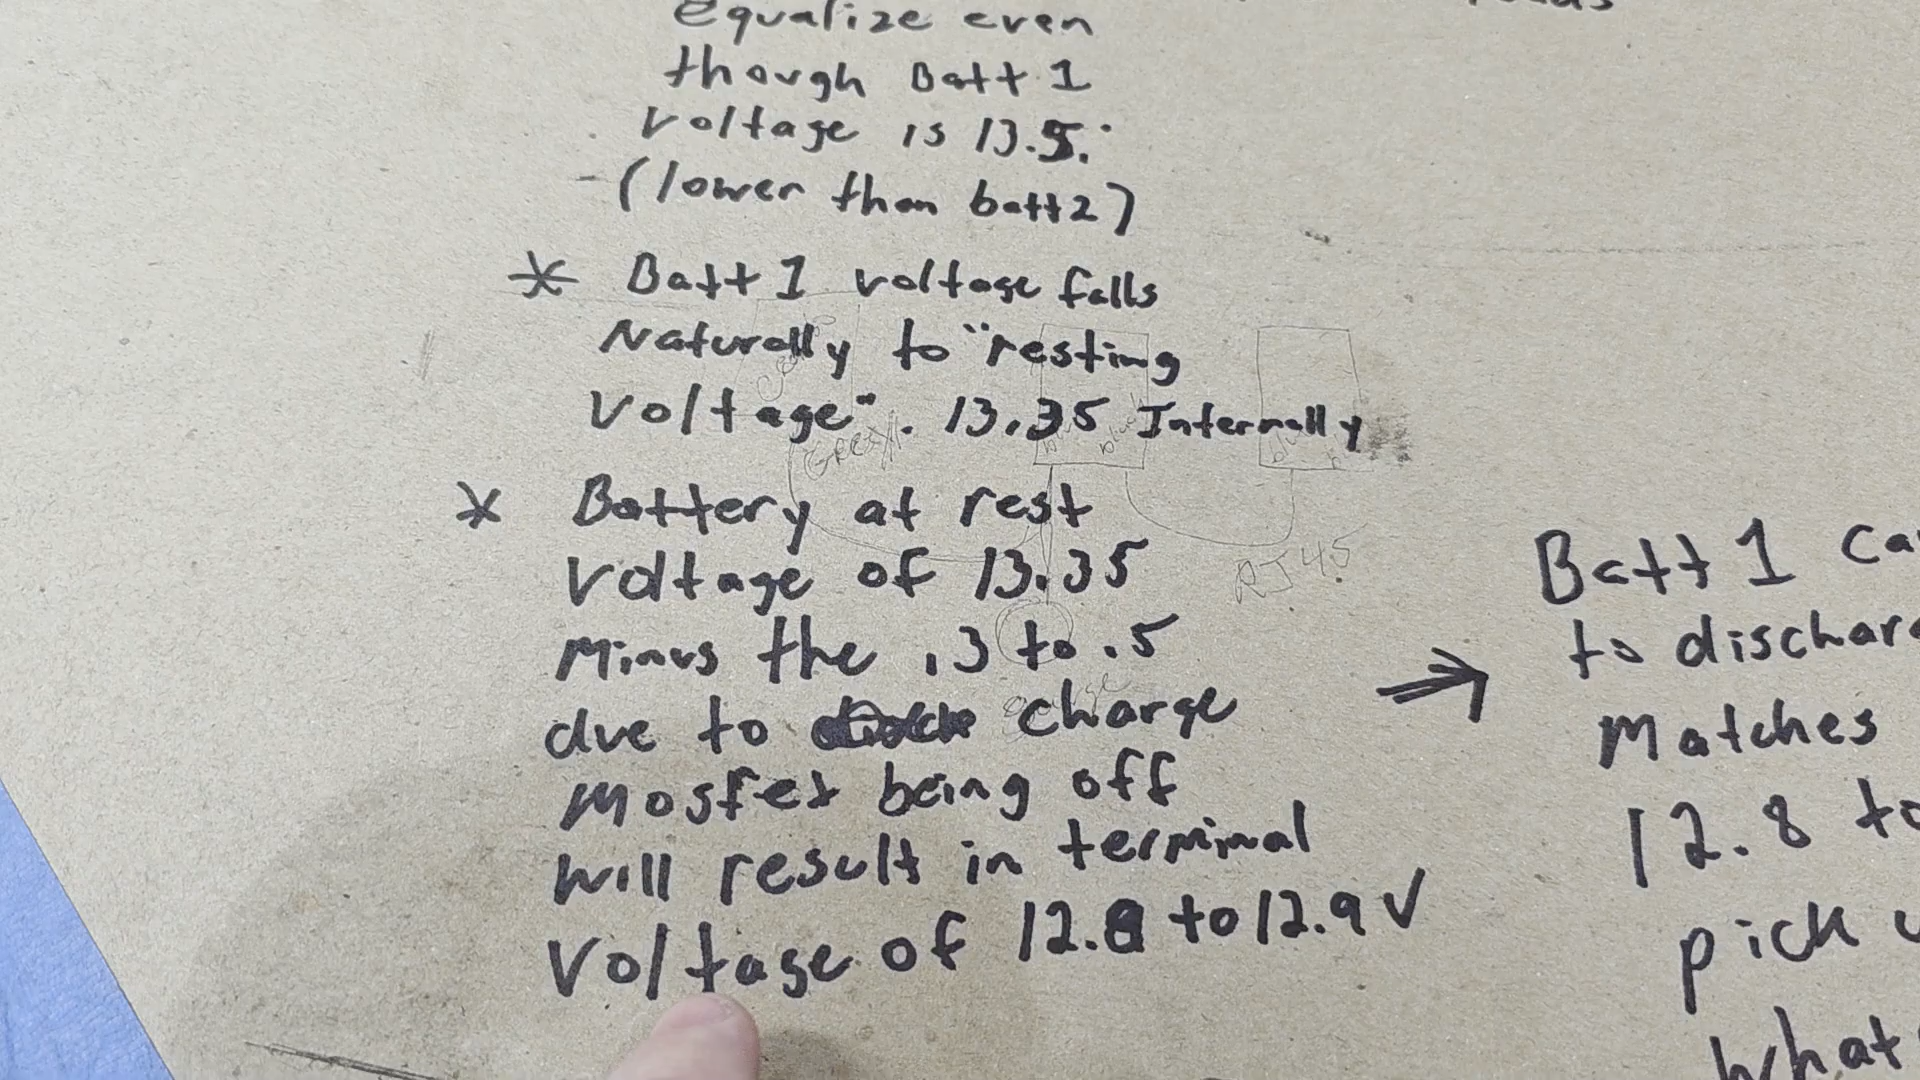 Equalize even
though Batt 1
Voltage is 13.5.
(lower than batt2)
* Batt 1 voltage falls
Naturally to "resting
Voltage". 13.35 Internally
* Battery at rest
Voltage of 13.35
Minus the .3 to .5
due to charge
Mosfet being off
will result in terminal
Voltage of 12.8 to 12.9 V
RJ45
Batt 1
to
Matches
12.8
pick